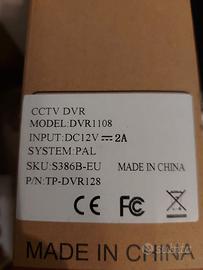 CCTV DVR
MODEL:DVR1108
INPUT:DC12V⎓2A
SYSTEM:PAL
SKU:S386B-EU
P/N:TP-DVR128
MADE IN CHINA
CE FC
MADE IN CHINA
subito